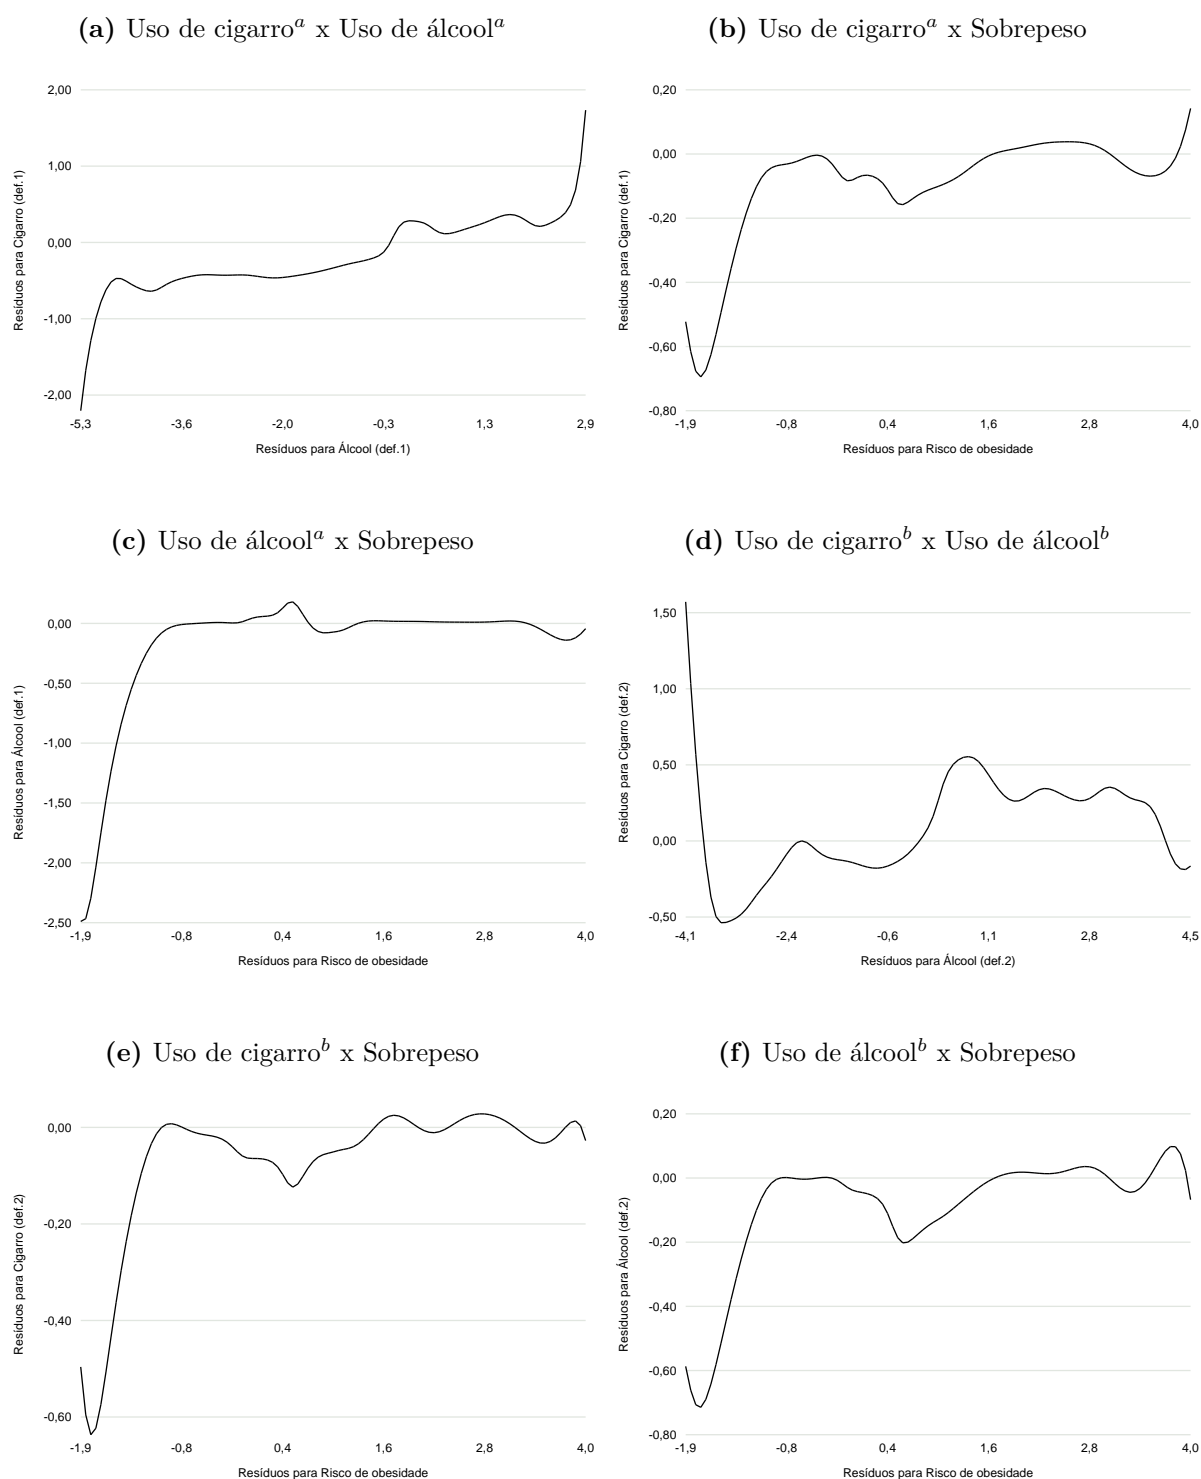 (a) Uso de cigarro^a x Uso de álcool^a
2,00
1,00
0,00
-1,00
-2,00
Resíduos para Cigarro (def.1)
-5,3 -3,6 -2,0 -0,3 1,3 2,9
Resíduos para Álcool (def.1)
(b) Uso de cigarro^a x Sobrepeso
0,20
0,00
-0,20
-0,40
-0,60
-0,80
Resíduos para Cigarro (def.1)
-1,9 -0,8 0,4 1,6 2,8 4,0
Resíduos para Risco de obesidade
(c) Uso de álcool^a x Sobrepeso
0,00
-0,50
-1,00
-1,50
-2,00
-2,50
Resíduos para Álcool (def.1)
-1,9 -0,8 0,4 1,6 2,8 4,0
Resíduos para Risco de obesidade
(d) Uso de cigarro^b x Uso de álcool^b
1,50
1,00
0,50
0,00
-0,50
Resíduos para Cigarro (def.2)
-4,1 -2,4 -0,6 1,1 2,8 4,5
Resíduos para Álcool (def.2)
(e) Uso de cigarro^b x Sobrepeso
0,00
-0,20
-0,40
-0,60
Resíduos para Cigarro (def.2)
-1,9 -0,8 0,4 1,6 2,8 4,0
Resíduos para Risco de obesidade
(f) Uso de álcool^b x Sobrepeso
0,20
0,00
-0,20
-0,40
-0,60
-0,80
Resíduos para Álcool (def.2)
-1,9 -0,8 0,4 1,6 2,8 4,0
Resíduos para Risco de obesidade